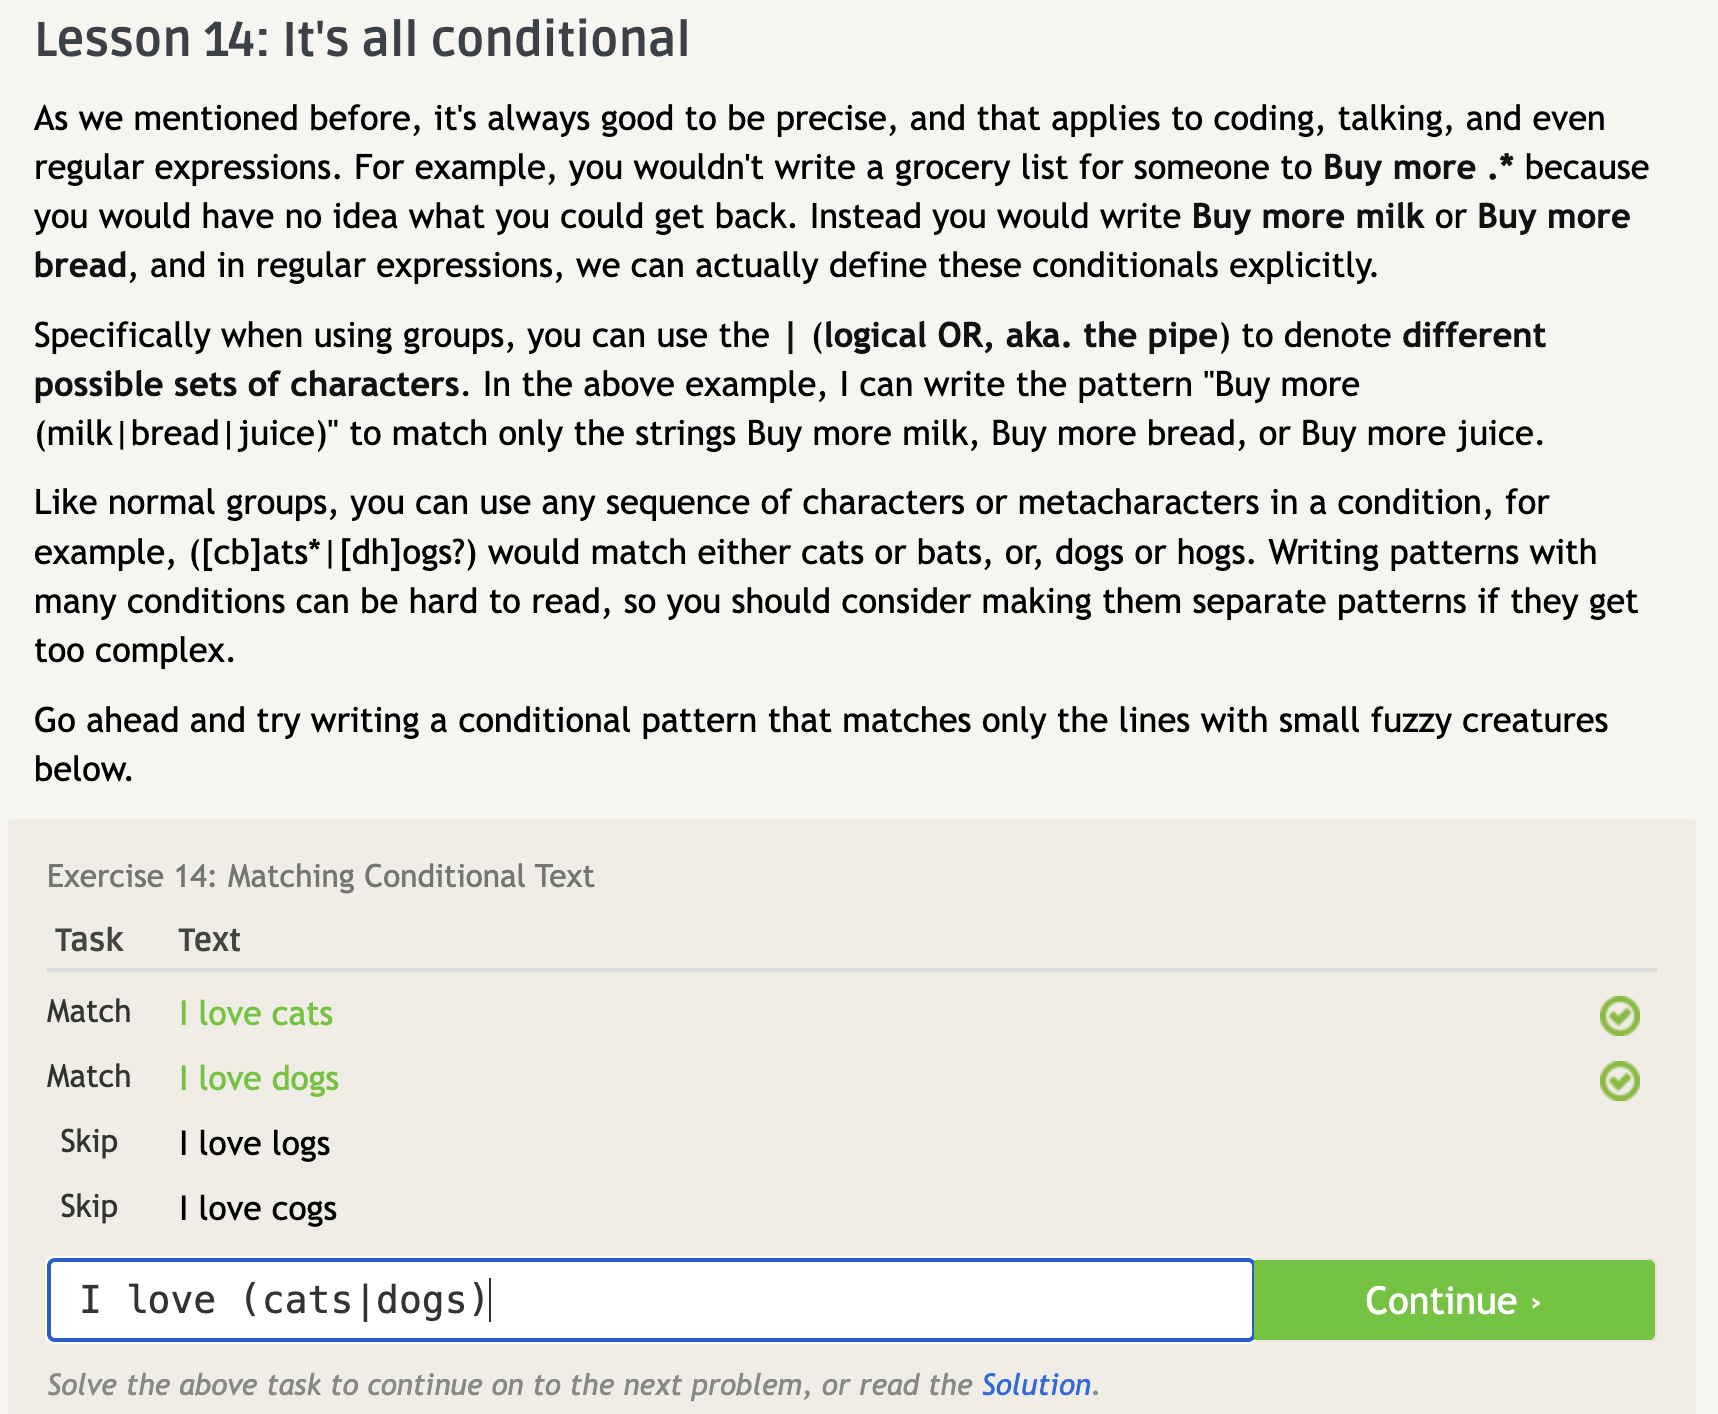 Lesson 14: It's all conditional
As we mentioned before, it's always good to be precise, and that applies to coding, talking, and even
regular expressions. For example, you wouldn't write a grocery list for someone to Buy more .* because
you would have no idea what you could get back. Instead you would write Buy more milk or Buy more
bread, and in regular expressions, we can actually define these conditionals explicitly.
Specifically when using groups, you can use the | (logical OR, aka. the pipe) to denote different
possible sets of characters. In the above example, I can write the pattern "Buy more
(milk|bread|juice)" to match only the strings Buy more milk, Buy more bread, or Buy more juice.
Like normal groups, you can use any sequence of characters or metacharacters in a condition, for
example, ([cb]ats*|[dh]ogs?) would match either cats or bats, or, dogs or hogs. Writing patterns with
many conditions can be hard to read, so you should consider making them separate patterns if they get
too complex.
Go ahead and try writing a conditional pattern that matches only the lines with small fuzzy creatures
below.
Exercise 14: Matching Conditional Text
Task Text
Match I love cats
Match I love dogs
Skip I love logs
Skip I love cogs
I love (cats|dogs) Continue ›
Solve the above task to continue on to the next problem, or read the Solution.